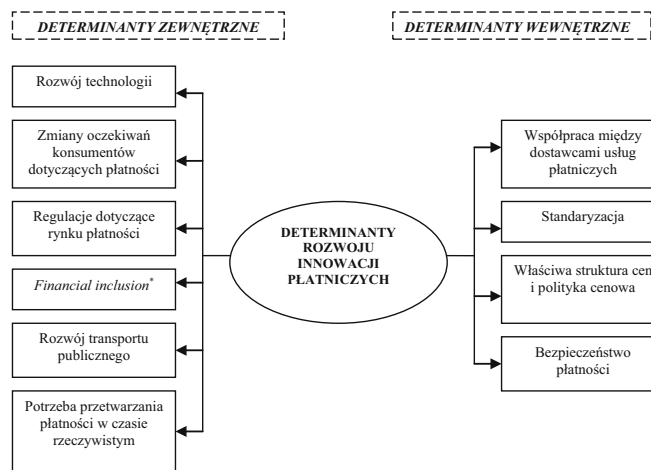 DETERMINANTY ZEWNĘTRZNE
Rozwój technologii
Zmiany oczekiwań
konsumentów
dotyczących płatności
Regulacje dotyczące
rynku płatności
Financial inclusion*
Rozwój transportu
publicznego
Potrzeba przetwarzania
płatności w czasie
rzeczywistym
DETERMINANTY
ROZWOJU
INNOWACJI
PŁATNICZYCH
DETERMINANTY WEWNĘTRZNE
Współpraca między
dostawcami usług
płatniczych
Standaryzacja
Właściwa struktura cen
i polityka cenowa
Bezpieczeństwo
płatności